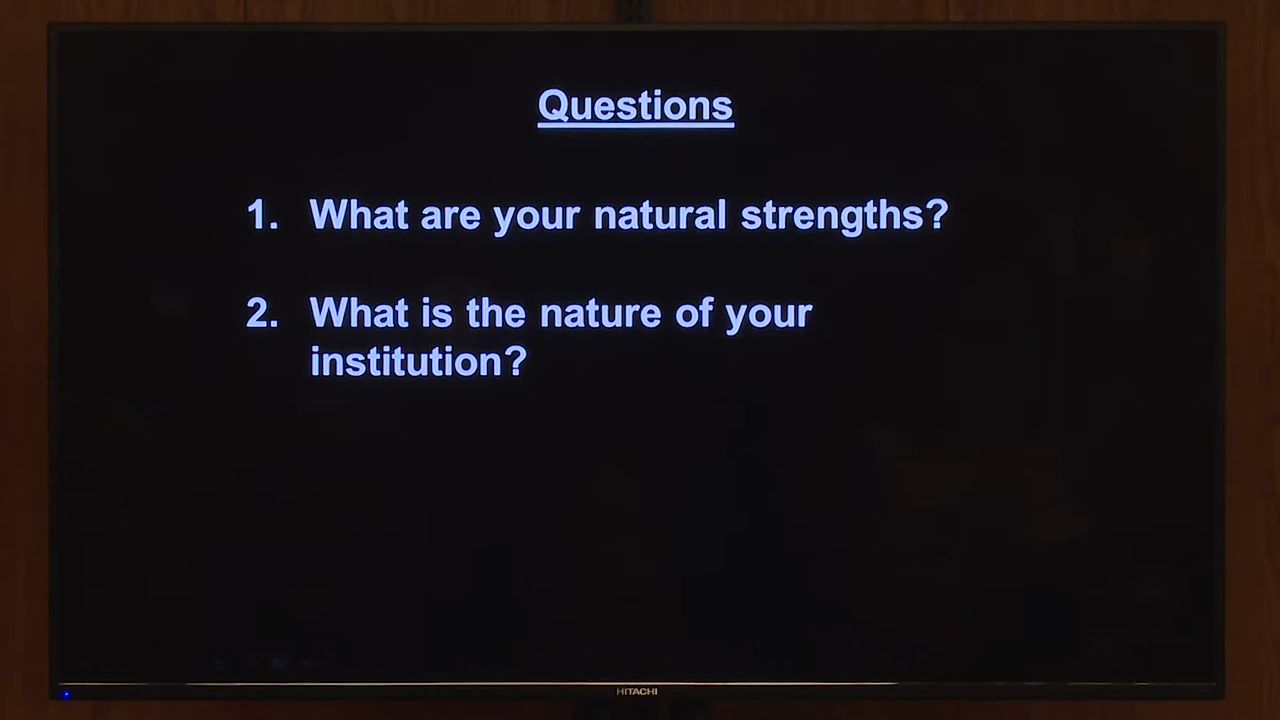 Questions
1. What are your natural strengths?
2. What is the nature of your
institution?
HITACHI